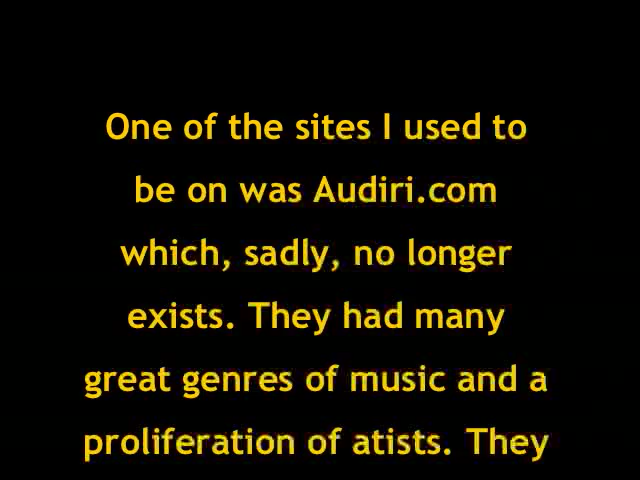 One of the sites I used to
be on was Audiri.com
which, sadly, no longer
exists. They had many
great genres of music and a
proliferation of atists. They